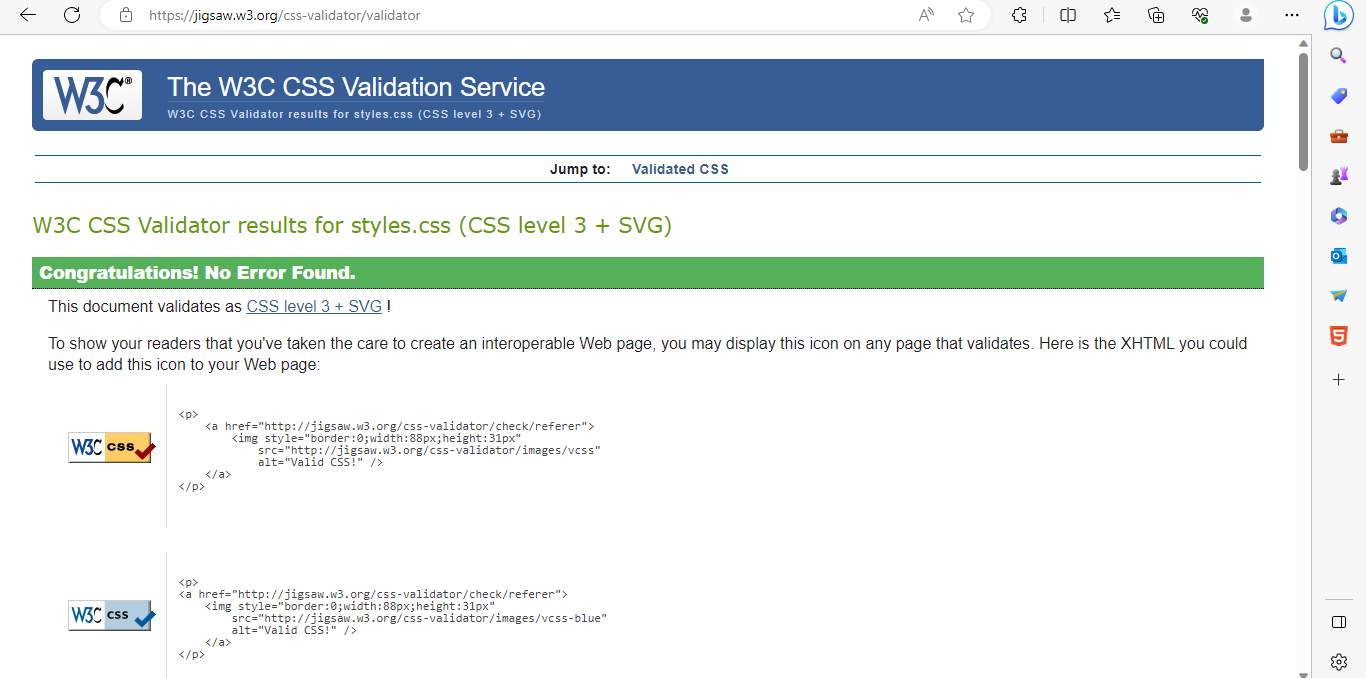 https://jigsaw.w3.org/css-validator/validator
W3C®
The W3C CSS Validation Service
W3C CSS Validator results for styles.css (CSS level 3 + SVG)
Jump to: Validated CSS
W3C CSS Validator results for styles.css (CSS level 3 + SVG)
Congratulations! No Error Found.
This document validates as CSS level 3 + SVG !
To show your readers that you've taken the care to create an interoperable Web page, you may display this icon on any page that validates. Here is the XHTML you could
use to add this icon to your Web page:
W3C css
<p>
<a href="http://jigsaw.w3.org/css-validator/check/referer">
<img style="border:0;width:88px;height:31px"
src="http://jigsaw.w3.org/css-validator/images/vcss"
alt="Valid CSS!" />
</a>
</p>
W3C css
<p>
<a href="http://jigsaw.w3.org/css-validator/check/referer">
<img style="border:0;width:88px;height:31px"
src="http://jigsaw.w3.org/css-validator/images/vcss-blue"
alt="Valid CSS!" />
</a>
</p>